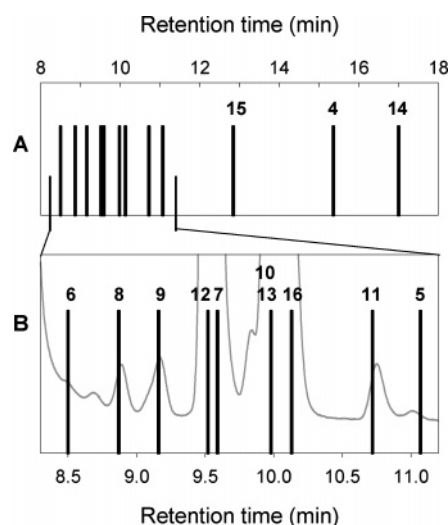 Retention time (min)
8 10 12 14 16 18
15 4 14
A
B
10
6 8 9 12 7 13 16 11 5
8.5 9.0 9.5 10.0 10.5 11.0
Retention time (min)